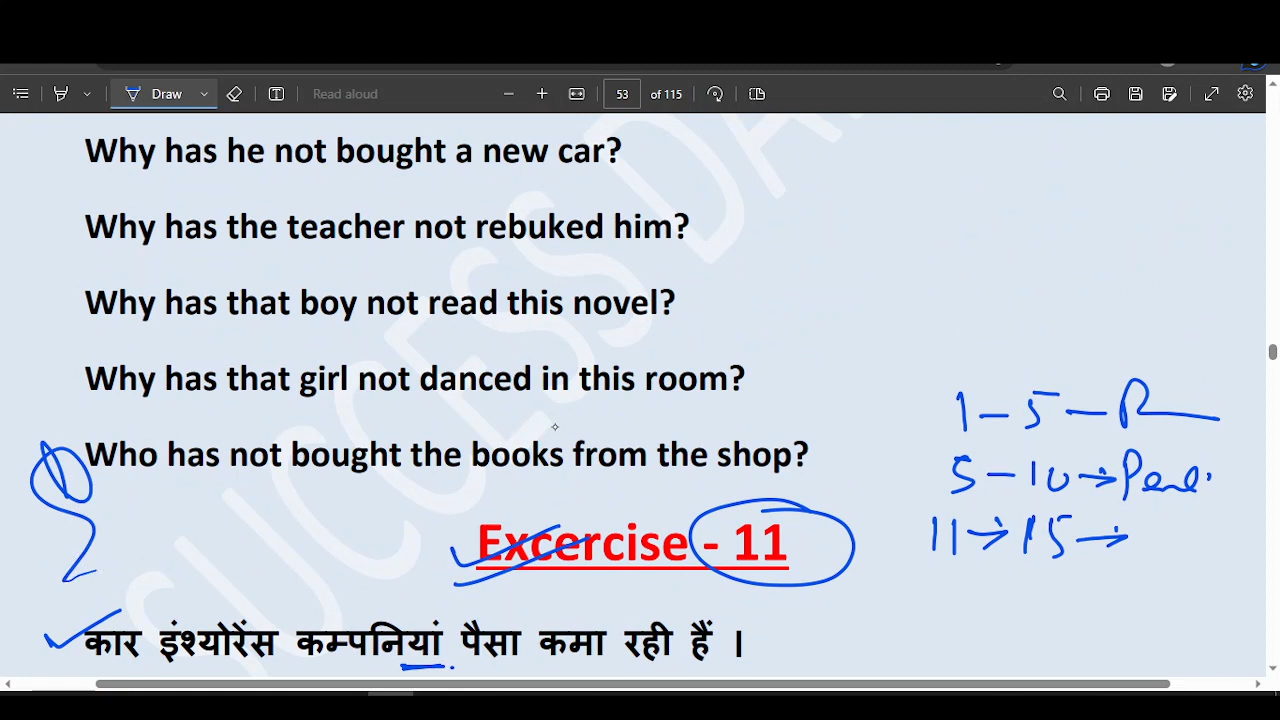 Draw
Read aloud
53 of 115
Why has he not bought a new car?
Why has the teacher not rebuked him?
Why has that boy not read this novel?
Why has that girl not danced in this room?
Who has not bought the books from the shop?
1 - 5 -
5 - 10 →
11 → 15 →
Excercise - 11
कार इंश्योरेंस कम्पनियां पैसा कमा रही हैं ।
SUCCESS DA